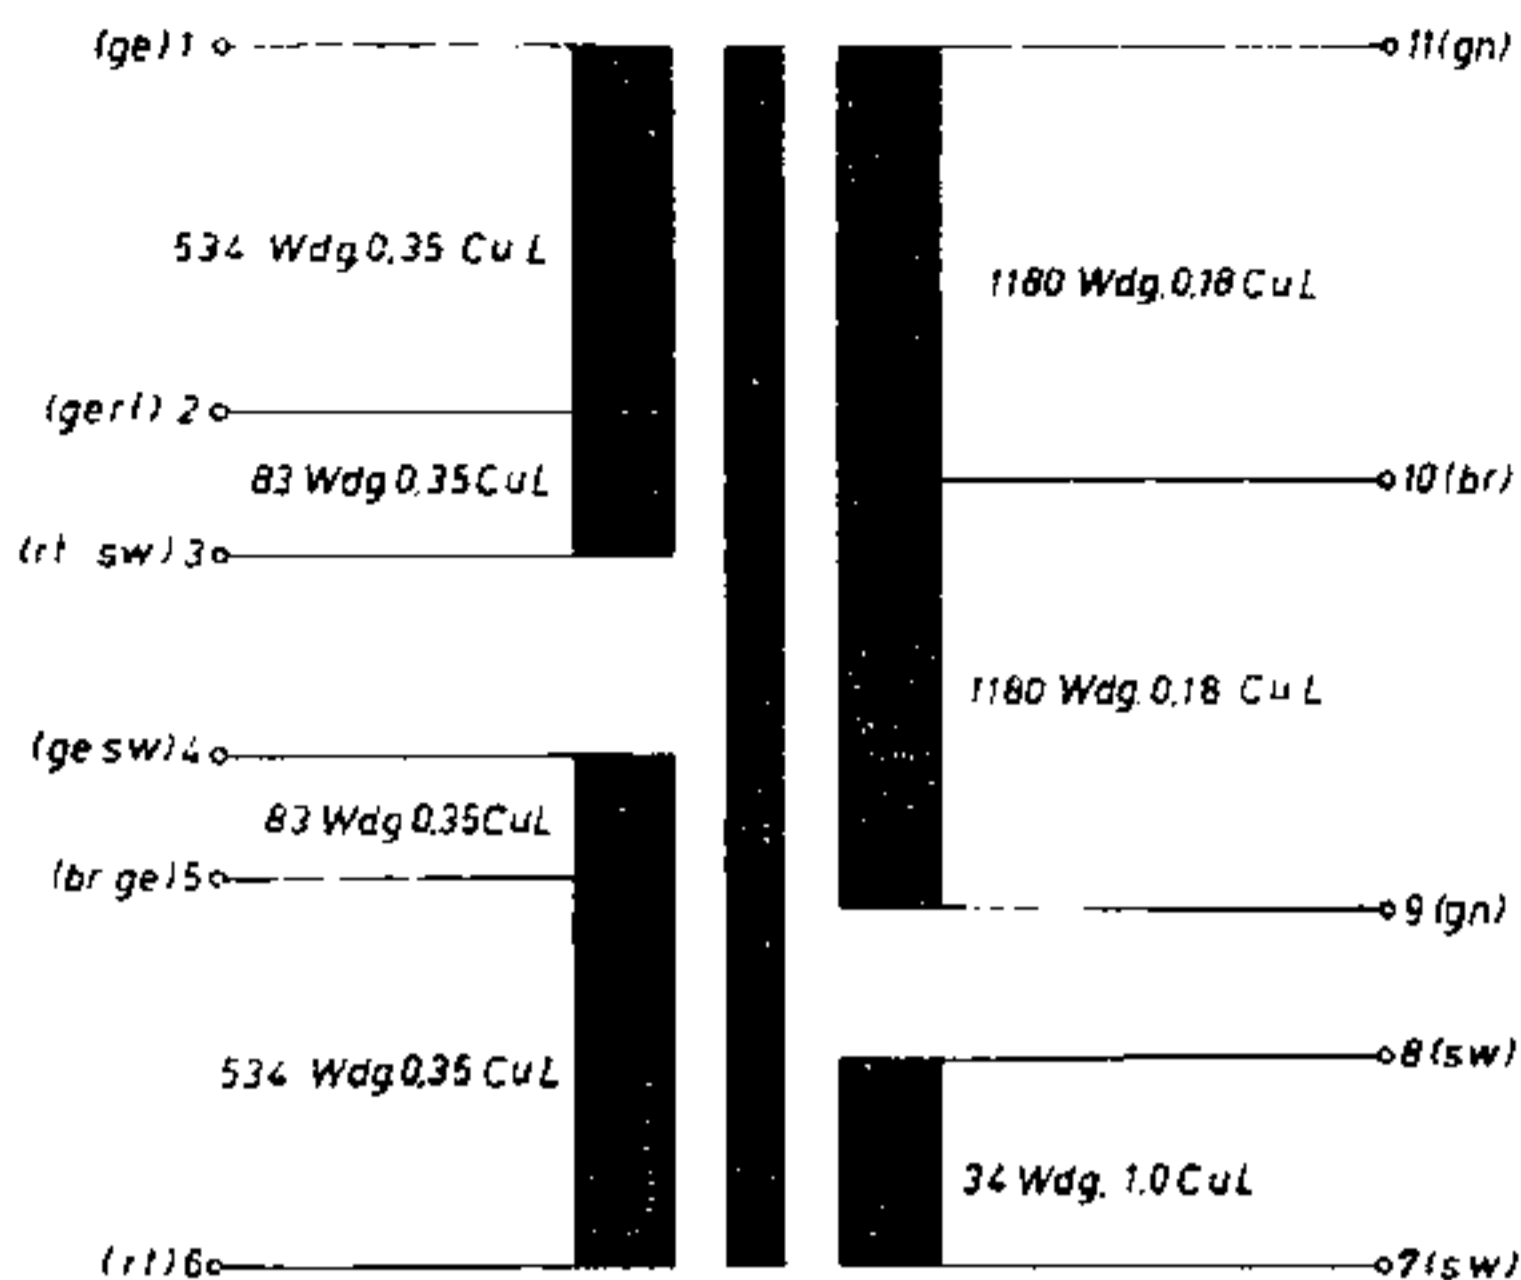 (ge) 1
11(gn)
534 Wdg 0,35 CuL
1180 Wdg. 0,18 CuL
(ge rt) 2
83 Wdg 0,35 CuL
10(br)
(rt sw) 3
1180 Wdg. 0,18 CuL
(ge sw) 4
83 Wdg 0,35 CuL
(br ge) 5
9(gn)
534 Wdg 0,35 CuL
8(sw)
34 Wdg. 1,0 CuL
(rt) 6
7(sw)